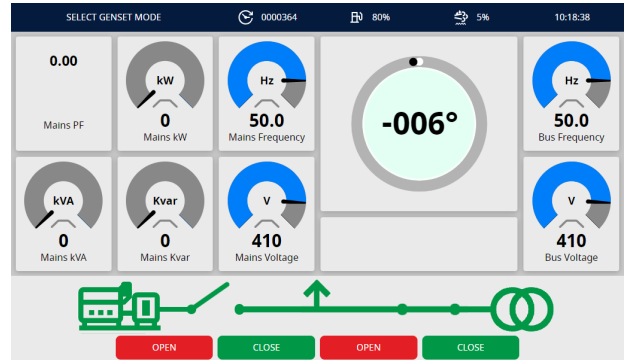 SELECT GENSET MODE 0000364 80% 5% 10:18:38
0.00
Mains PF
kW
0
Mains kW
Hz
50.0
Mains Frequency
-006°
Hz
50.0
Bus Frequency
kVA
0
Mains kVA
Kvar
0
Mains Kvar
V
410
Mains Voltage
V
410
Bus Voltage
OPEN CLOSE OPEN CLOSE